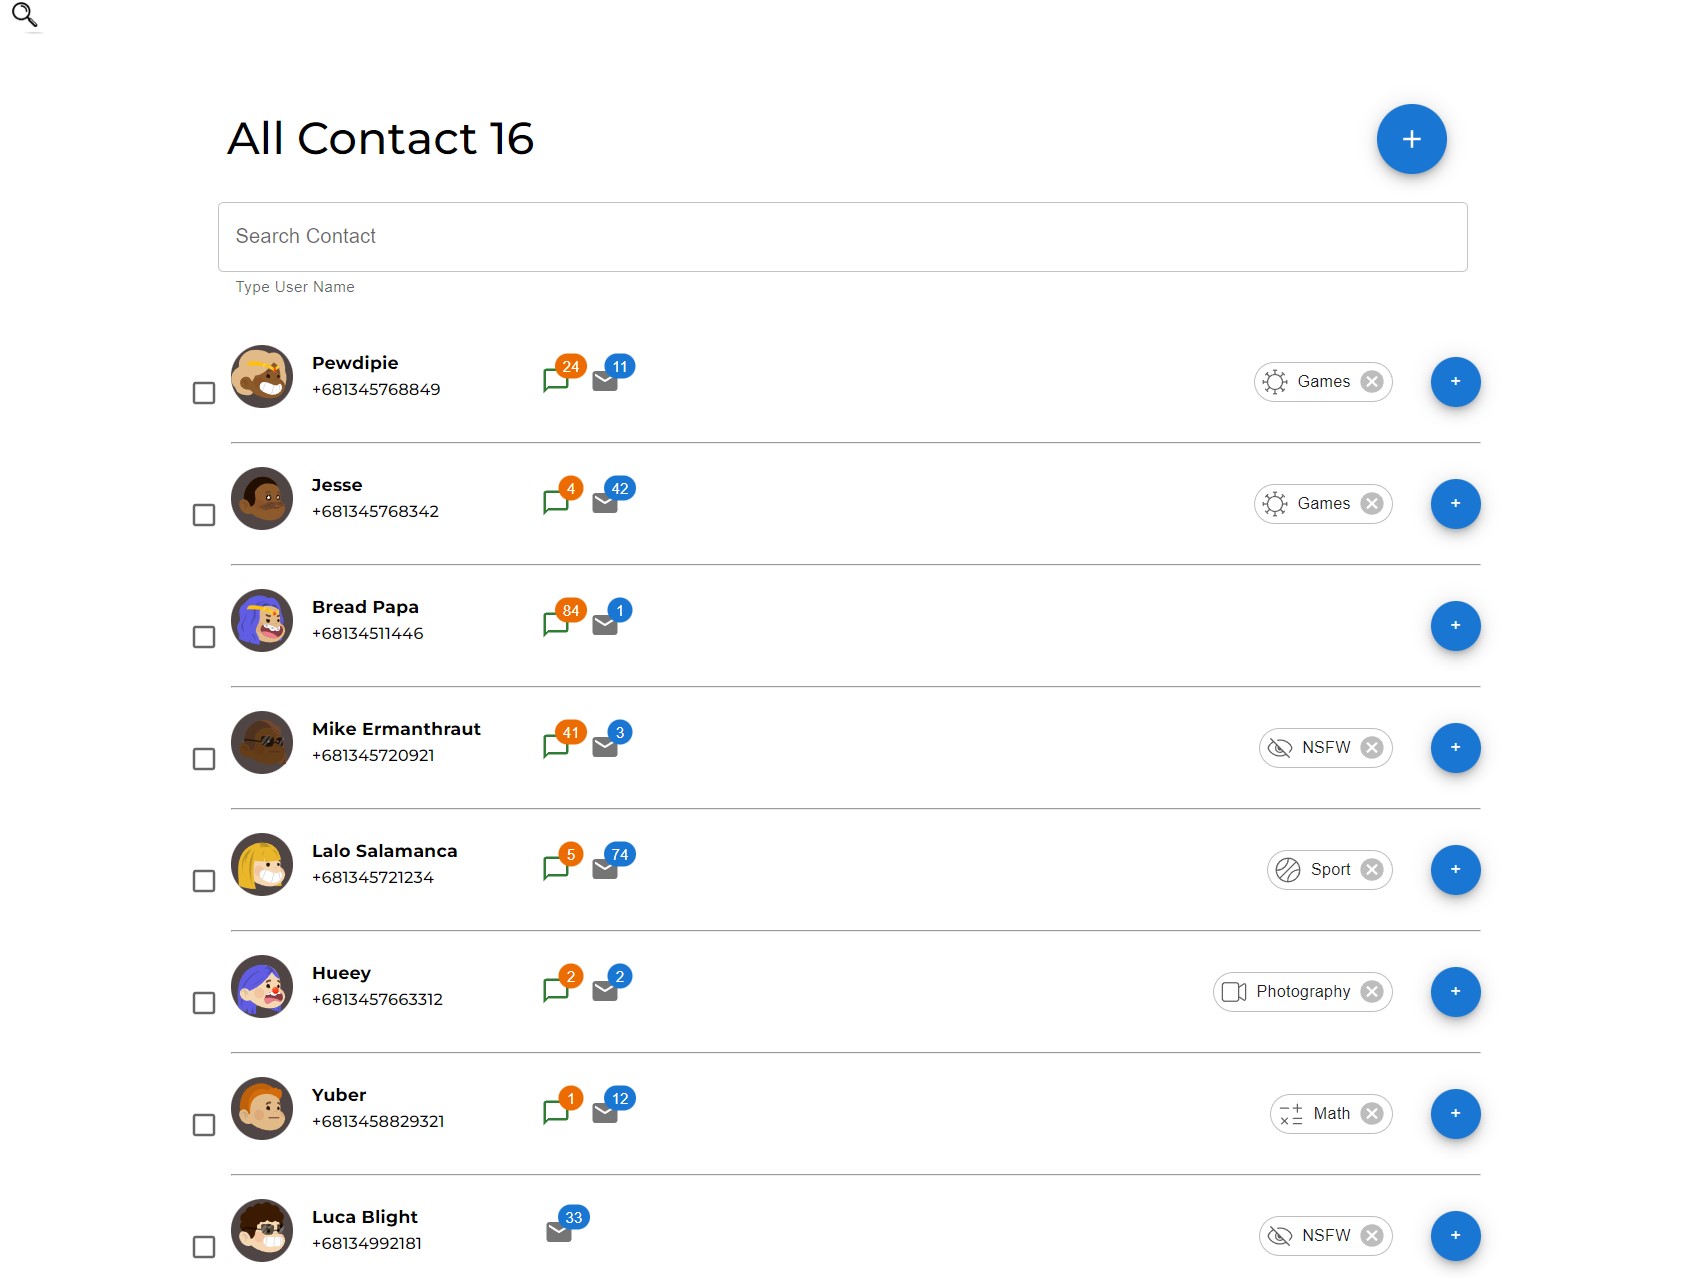 All Contact 16
+
Search Contact
Type User Name
Pewdipie
+681345768849
24 11
Games
+
Jesse
+681345768342
4 42
Games
+
Bread Papa
+68134511446
84 1
+
Mike Ermanthraut
+681345720921
41 3
NSFW
+
Lalo Salamanca
+681345721234
5 74
Sport
+
Hueey
+6813457663312
2 2
Photography
+
Yuber
+6813458829321
1 12
Math
+
Luca Blight
+68134992181
33
NSFW
+